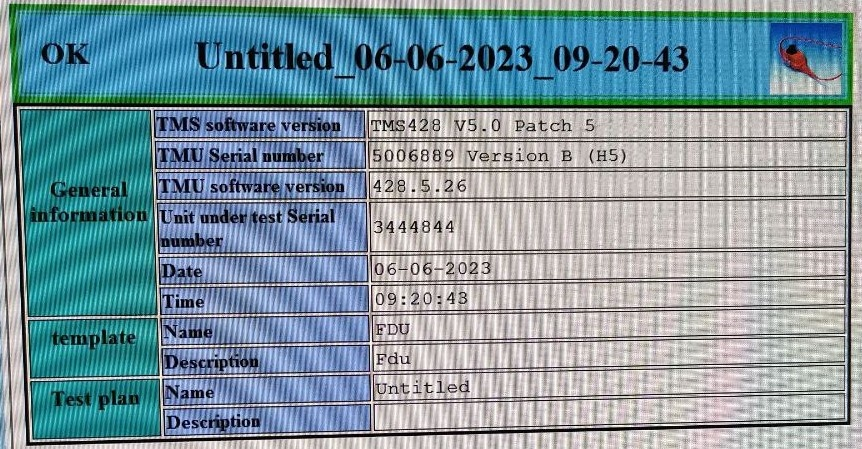 OK Untitled_06-06-2023_09-20-43
General information
TMS software version TMS428 V5.0 Patch 5
TMU Serial number 5006889 Version B (H5)
TMU software version 428.5.26
Unit under test Serial number 3444844
Date 06-06-2023
Time 09:20:43
template
Name FDU
Description Fdu
Test plan
Name Untitled
Description